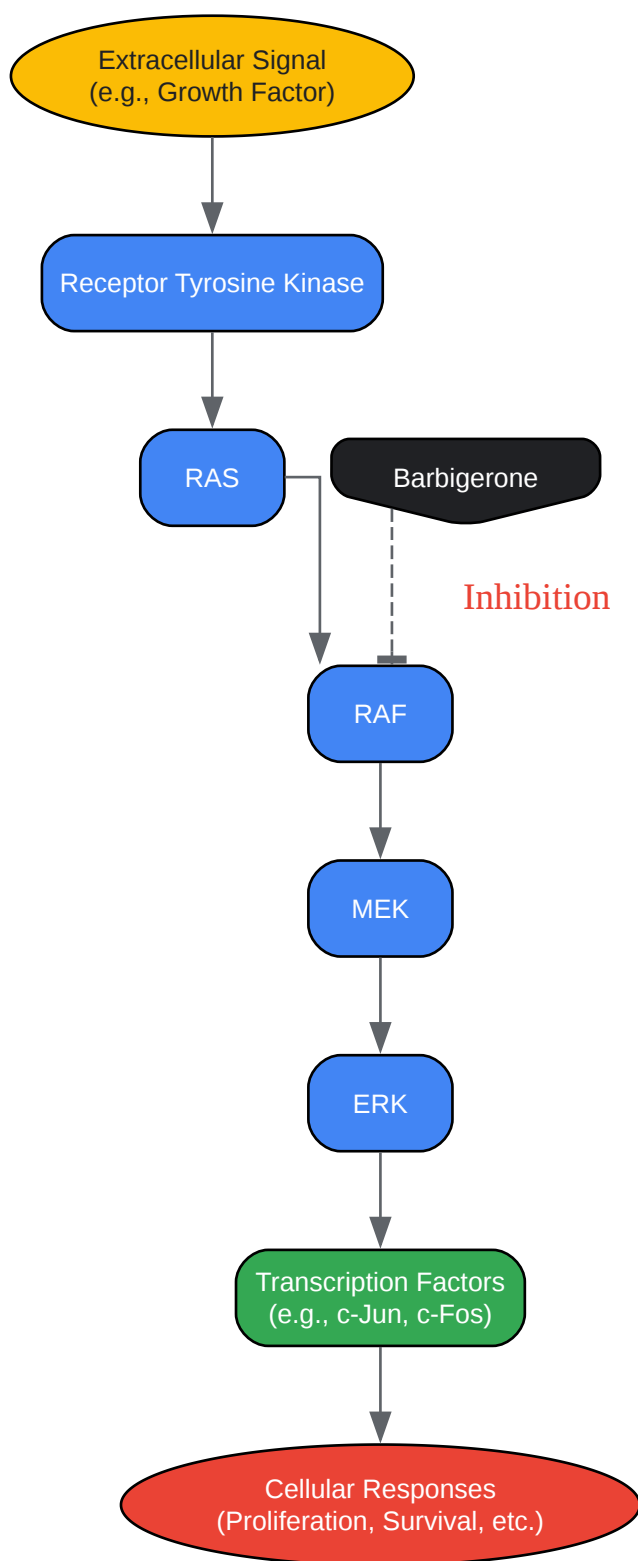 Extracellular Signal
(e.g., Growth Factor)
Receptor Tyrosine Kinase
RAS
Barbigerone
Inhibition
RAF
MEK
ERK
Transcription Factors
(e.g., c-Jun, c-Fos)
Cellular Responses
(Proliferation, Survival, etc.)